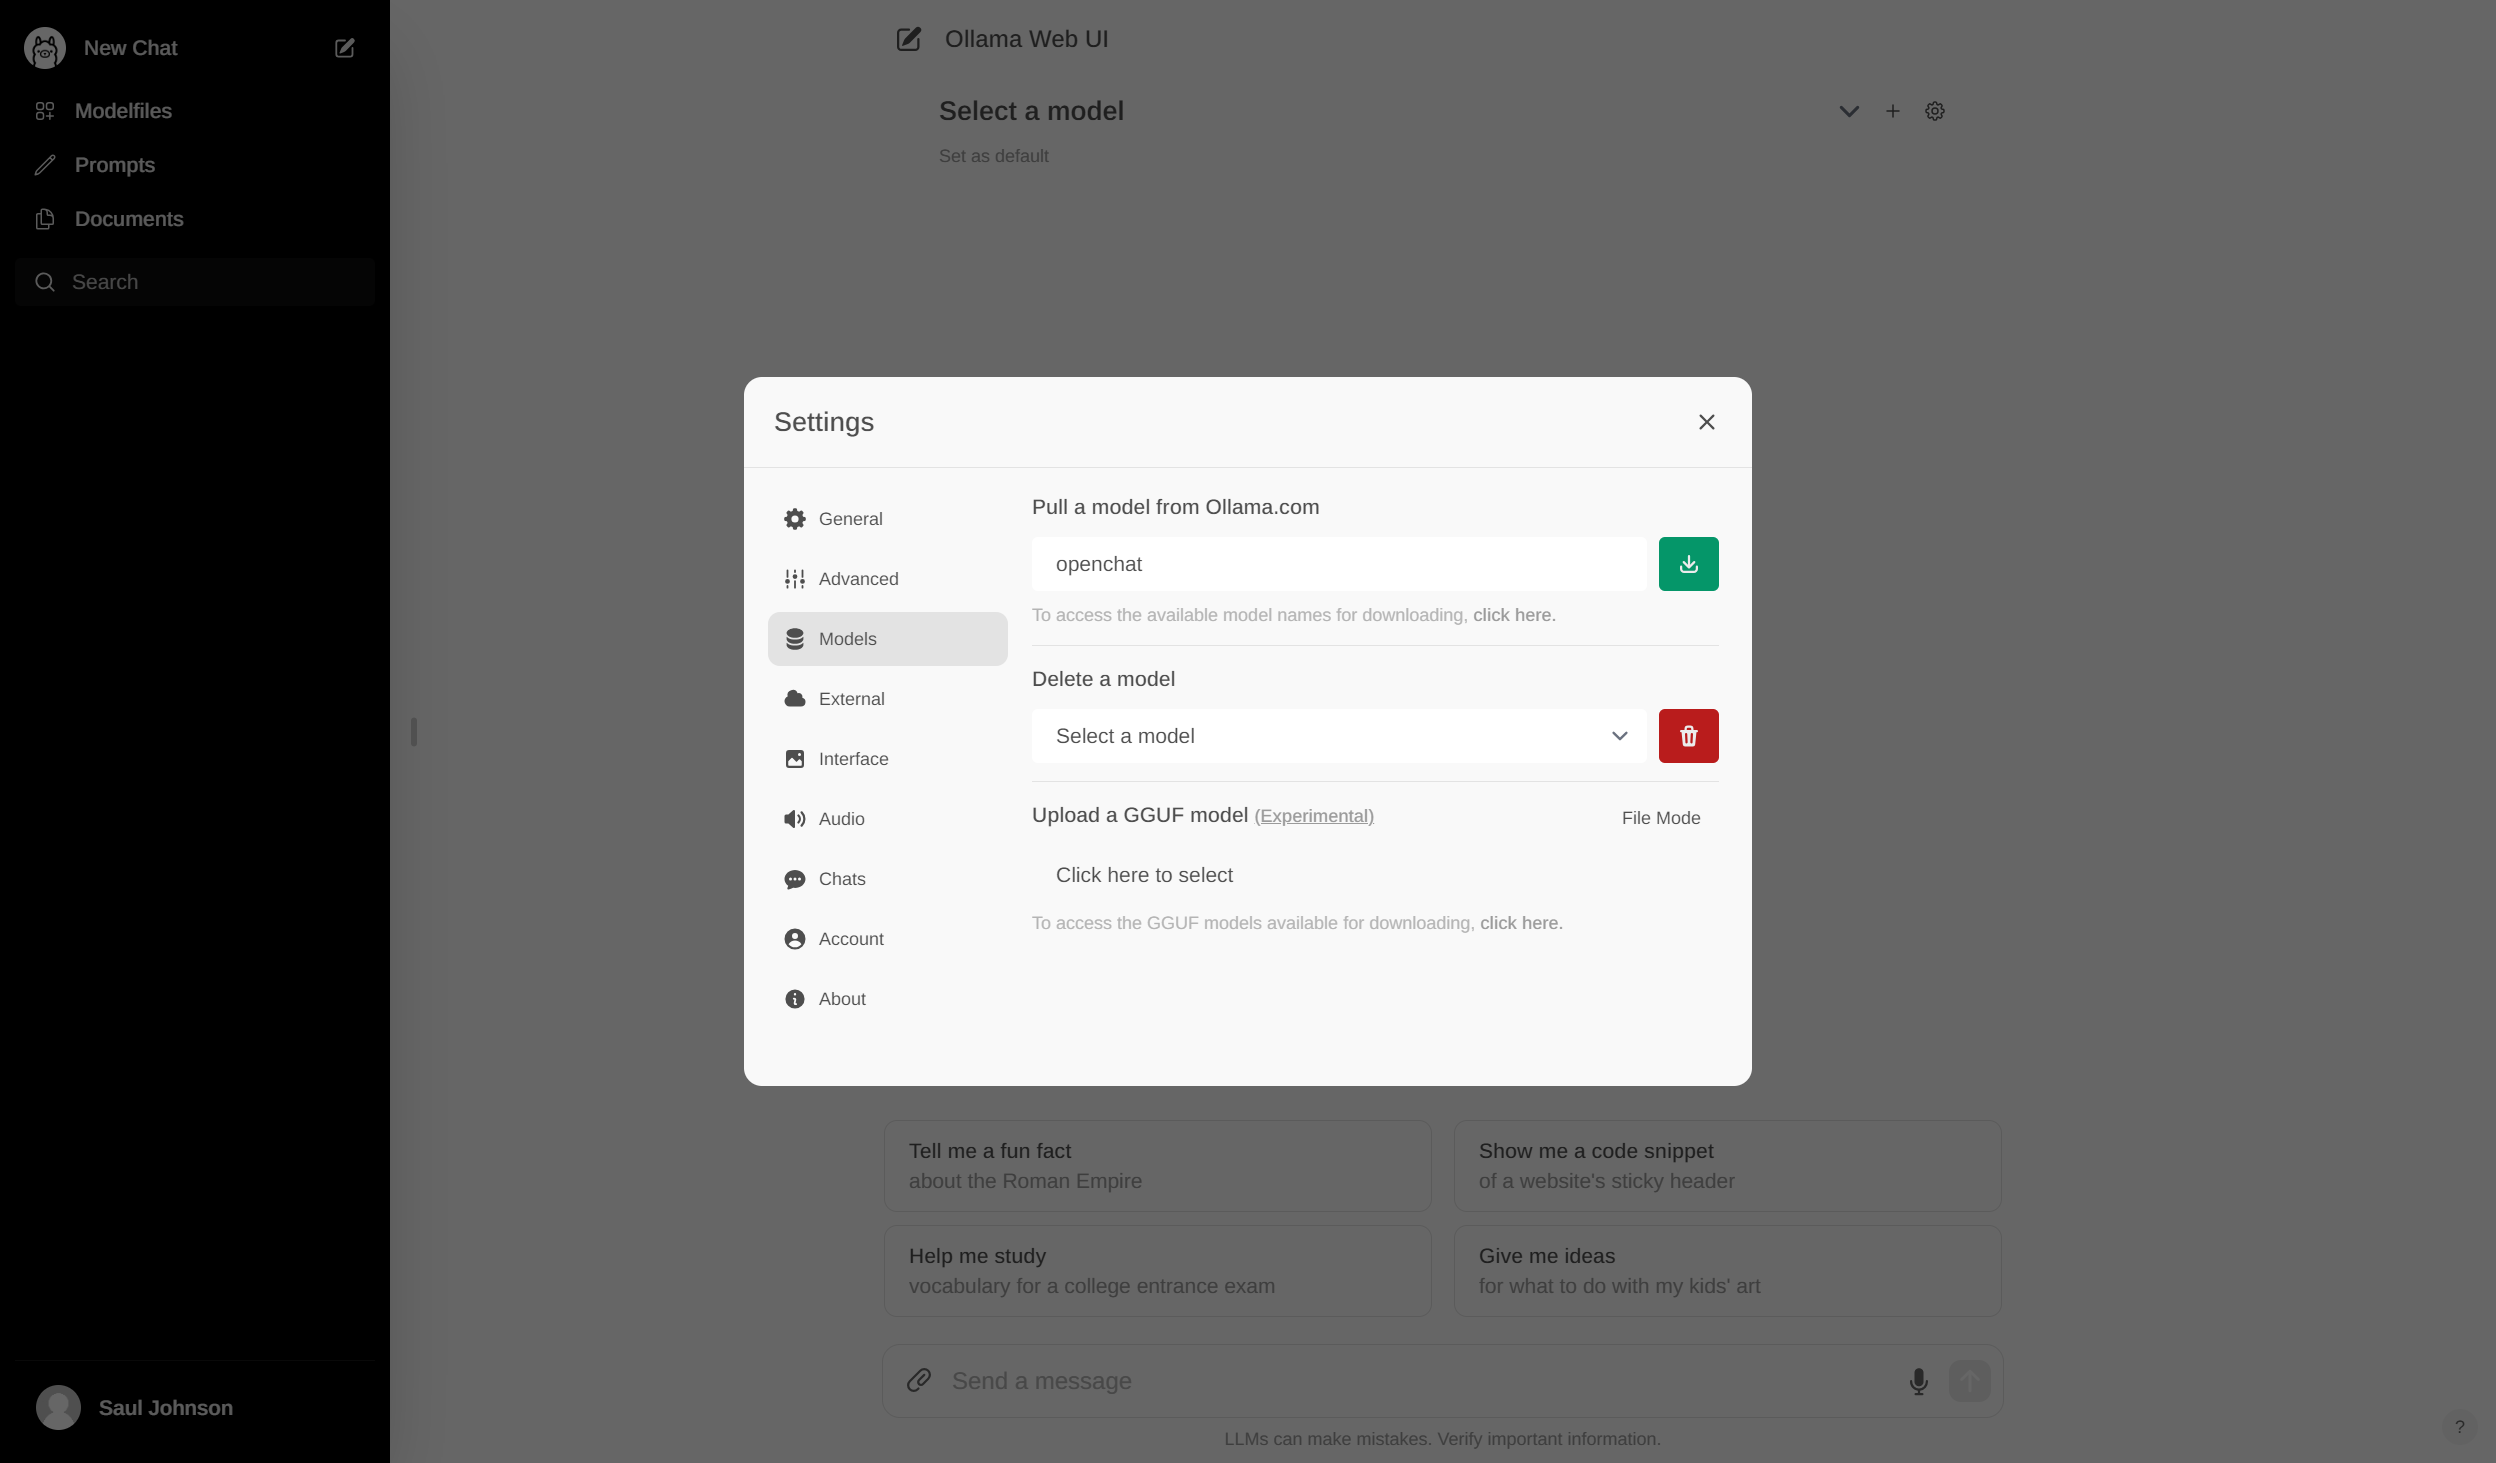 New Chat
Modelfiles
Prompts
Documents
Search
Saul Johnson
Ollama Web UI
Select a model
Set as default
Settings
General
Advanced
Models
External
Interface
Audio
Chats
Account
About
Pull a model from Ollama.com
openchat
To access the available model names for downloading, click here.
Delete a model
Select a model
Upload a GGUF model (Experimental)
File Mode
Click here to select
To access the GGUF models available for downloading, click here.
Tell me a fun fact
about the Roman Empire
Show me a code snippet
of a website's sticky header
Help me study
vocabulary for a college entrance exam
Give me ideas
for what to do with my kids' art
Send a message
LLMs can make mistakes. Verify important information.
?